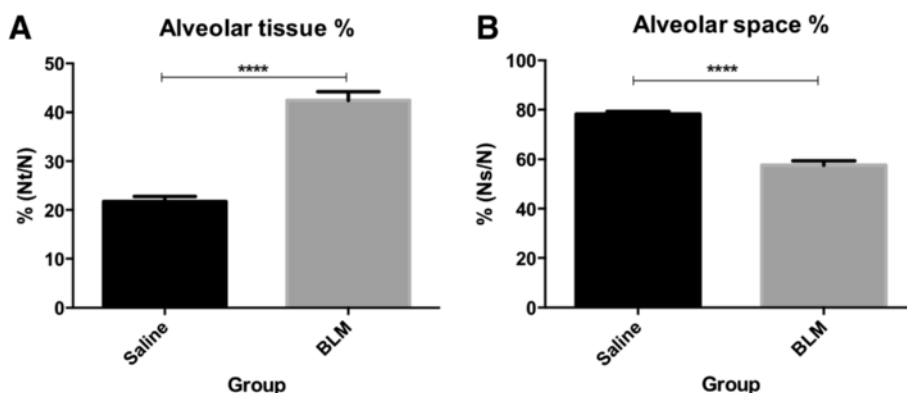 A
Alveolar tissue %
% (Nt/N)
50
40
30
20
10
0
****
Saline
BLM
Group
B
Alveolar space %
% (Ns/N)
100
80
60
40
20
0
****
Saline
BLM
Group